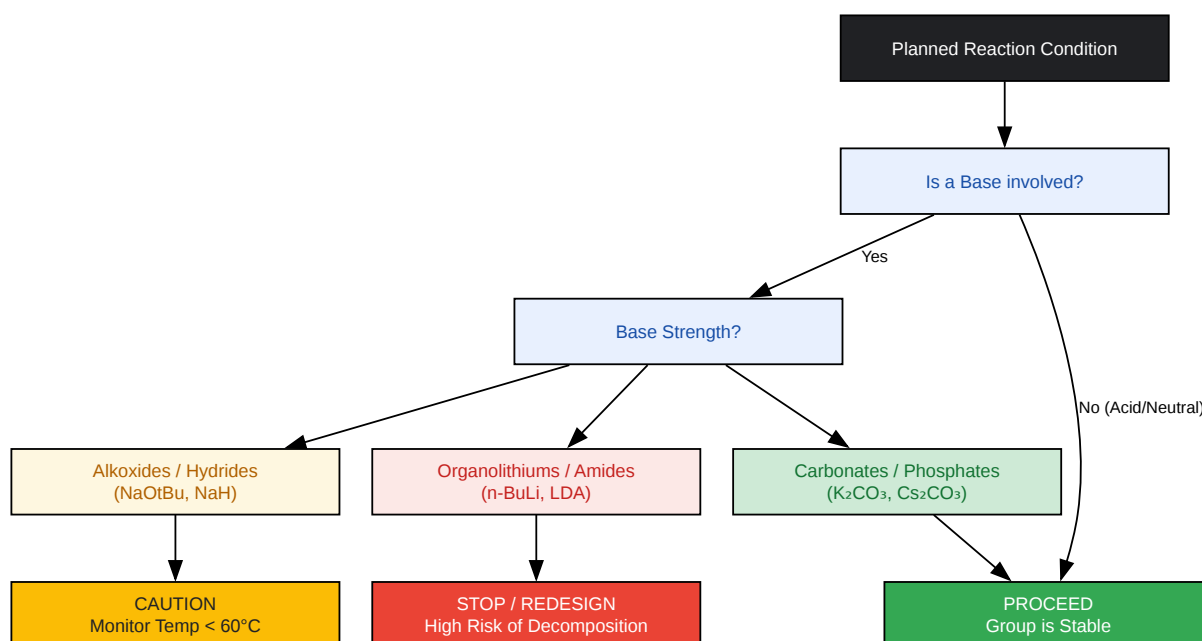 Planned Reaction Condition
Is a Base involved?
Yes
Base Strength?
No (Acid/Neutral)
Alkoxides / Hydrides
(NaOtBu, NaH)
Organolithiums / Amides
(n-BuLi, LDA)
Carbonates / Phosphates
(K₂CO₃, Cs₂CO₃)
CAUTION
Monitor Temp < 60°C
STOP / REDESIGN
High Risk of Decomposition
PROCEED
Group is Stable